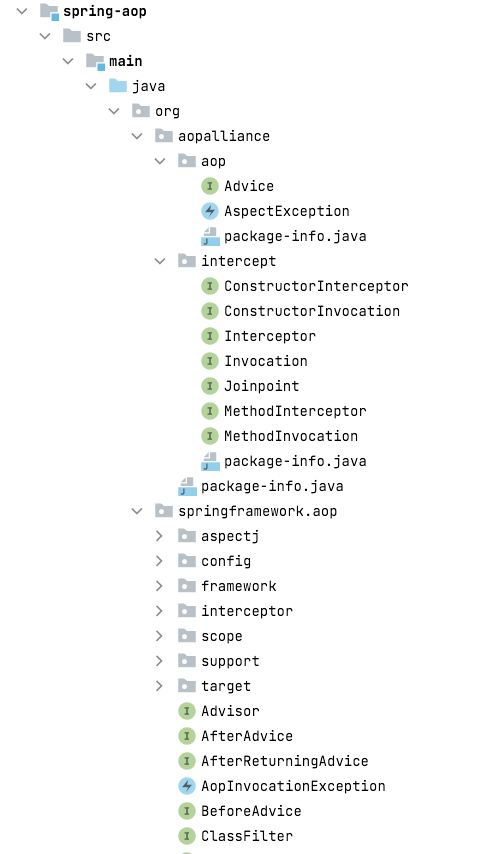 spring-aop
src
main
java
org
aopalliance
aop
Advice
AspectException
package-info.java
intercept
ConstructorInterceptor
ConstructorInvocation
Interceptor
Invocation
Joinpoint
MethodInterceptor
MethodInvocation
package-info.java
package-info.java
springframework.aop
aspectj
config
framework
interceptor
scope
support
target
Advisor
AfterAdvice
AfterReturningAdvice
AopInvocationException
BeforeAdvice
ClassFilter